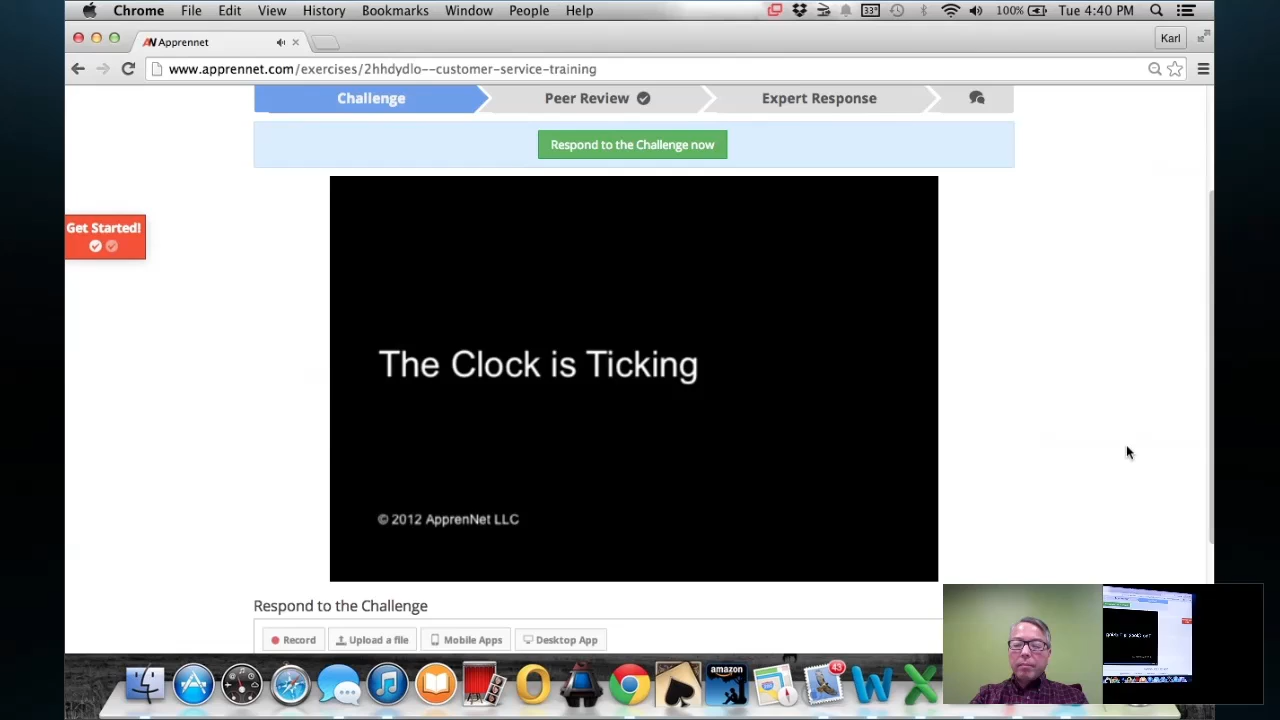 Chrome File Edit View History Bookmarks Window People Help 33° 100% Tue 4:40 PM
Apprennet
Karl
www.apprennet.com/exercises/2hhdydlo--customer-service-training
Challenge Peer Review Expert Response
Respond to the Challenge now
Get Started!
The Clock is Ticking
© 2012 ApprenNet LLC
Respond to the Challenge
Record Upload a file Mobile Apps Desktop App
amazon
43